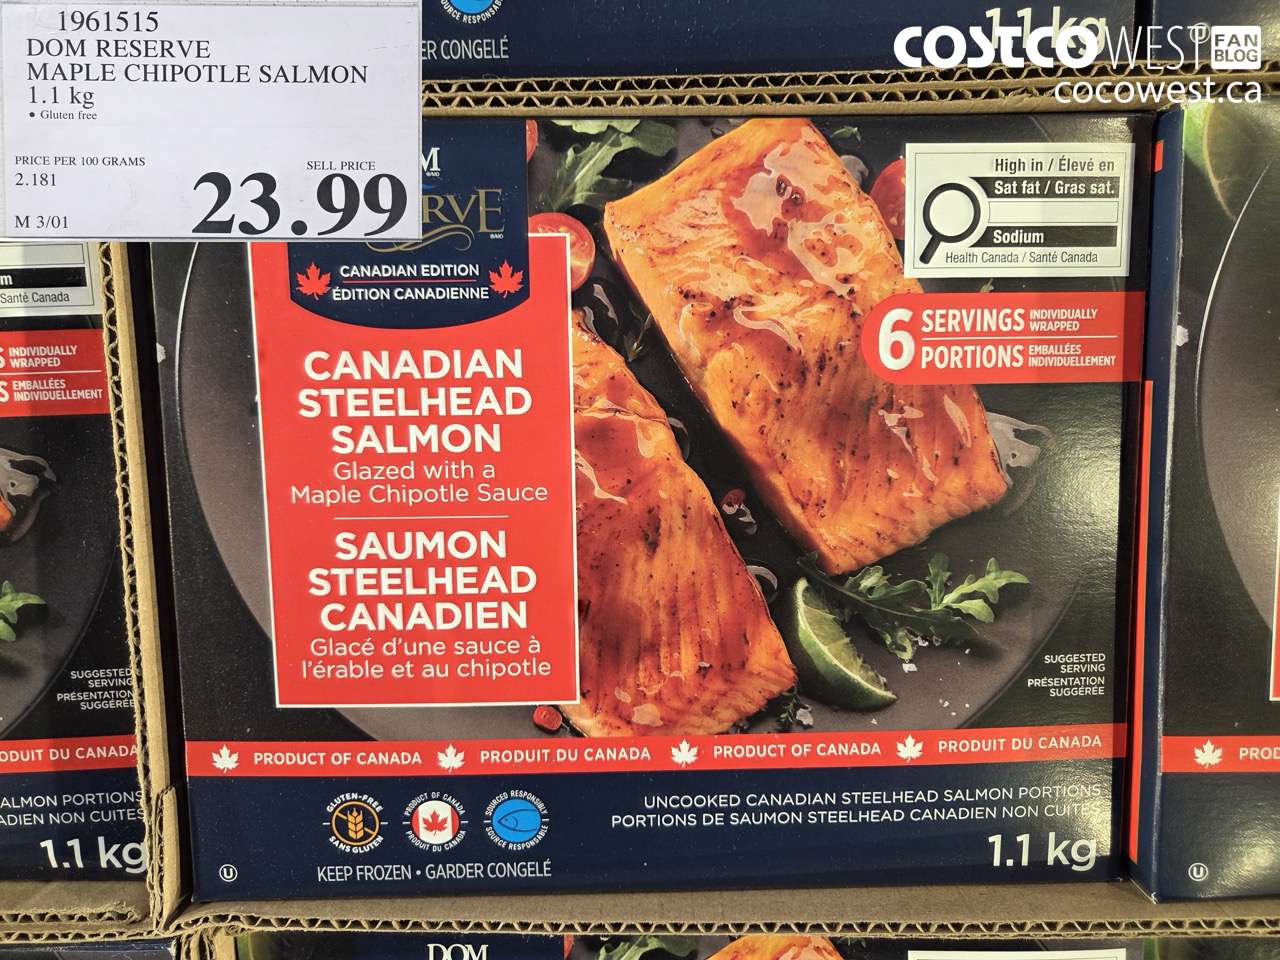 1961515
DOM RESERVE
MAPLE CHIPOTLE SALMON
1.1 kg
• Gluten free
PRICE PER 100 GRAMS
2.181
SELL PRICE
23.99
M 3/01
ER CONGELÉ
1.1 kg
COSTCO WEST FAN BLOG
cocowest.ca
RVE
CANADIAN EDITION
ÉDITION CANADIENNE
CANADIAN
STEELHEAD
SALMON
Glazed with a
Maple Chipotle Sauce
SAUMON
STEELHEAD
CANADIEN
Glacé d'une sauce à
l'érable et au chipotle
High in / Élevé en
Sat fat / Gras sat.
Sodium
Health Canada / Santé Canada
6 SERVINGS INDIVIDUALLY WRAPPED
PORTIONS EMBALLÉES INDIVIDUELLEMENT
SUGGESTED
SERVING
PRÉSENTATION
SUGGÉRÉE
PRODUCT OF CANADA PRODUIT DU CANADA PRODUCT OF CANADA PRODUIT DU CANADA
GLUTEN-FREE
SANS GLUTEN
PRODUCT OF CANADA
PRODUIT DU CANADA
SOURCED RESPONSIBLY
SOURCE RESPONSABLE
UNCOOKED CANADIAN STEELHEAD SALMON PORTIONS
PORTIONS DE SAUMON STEELHEAD CANADIEN NON CUITES
1.1 kg
U
KEEP FROZEN • GARDER CONGELÉ
Santé Canada
INDIVIDUALLY
WRAPPED
EMBALLÉES
INDIVIDUELLEMENT
SUGGESTED
SERVING
PRÉSENTATION
SUGGÉRÉE
ODUIT DU CANADA
ALMON PORTIONS
ADIEN NON CUITES
1.1 kg
PROD
U
DOM